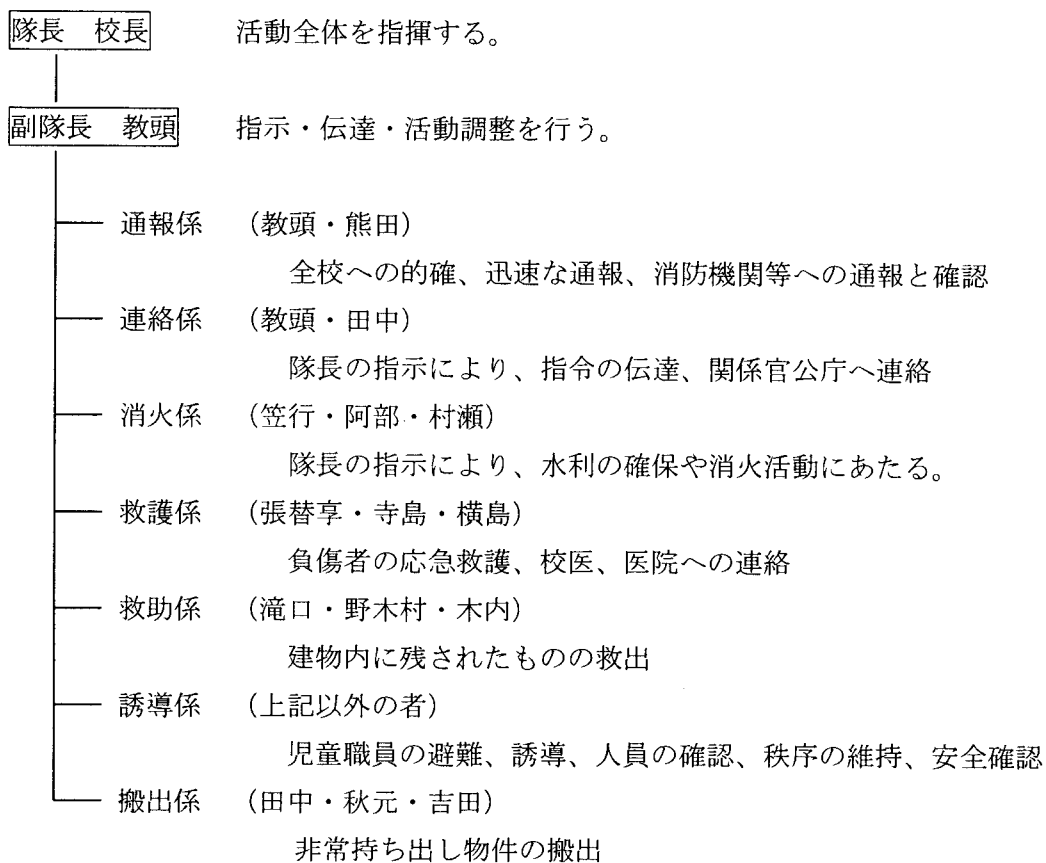 隊長　校長　活動全体を指揮する。
副隊長　教頭　指示・伝達・活動調整を行う。
通報係　（教頭・熊田）
全校への的確、迅速な通報、消防機関等への通報と確認
連絡係　（教頭・田中）
隊長の指示により、指令の伝達、関係官公庁へ連絡
消火係　（笠行・阿部・村瀬）
隊長の指示により、水利の確保や消火活動にあたる。
救護係　（張替享・寺島・横島）
負傷者の応急救護、校医、医院への連絡
救助係　（滝口・野木村・木内）
建物内に残されたものの救出
誘導係　（上記以外の者）
児童職員の避難、誘導、人員の確認、秩序の維持、安全確認
搬出係　（田中・秋元・吉田）
非常持ち出し物件の搬出